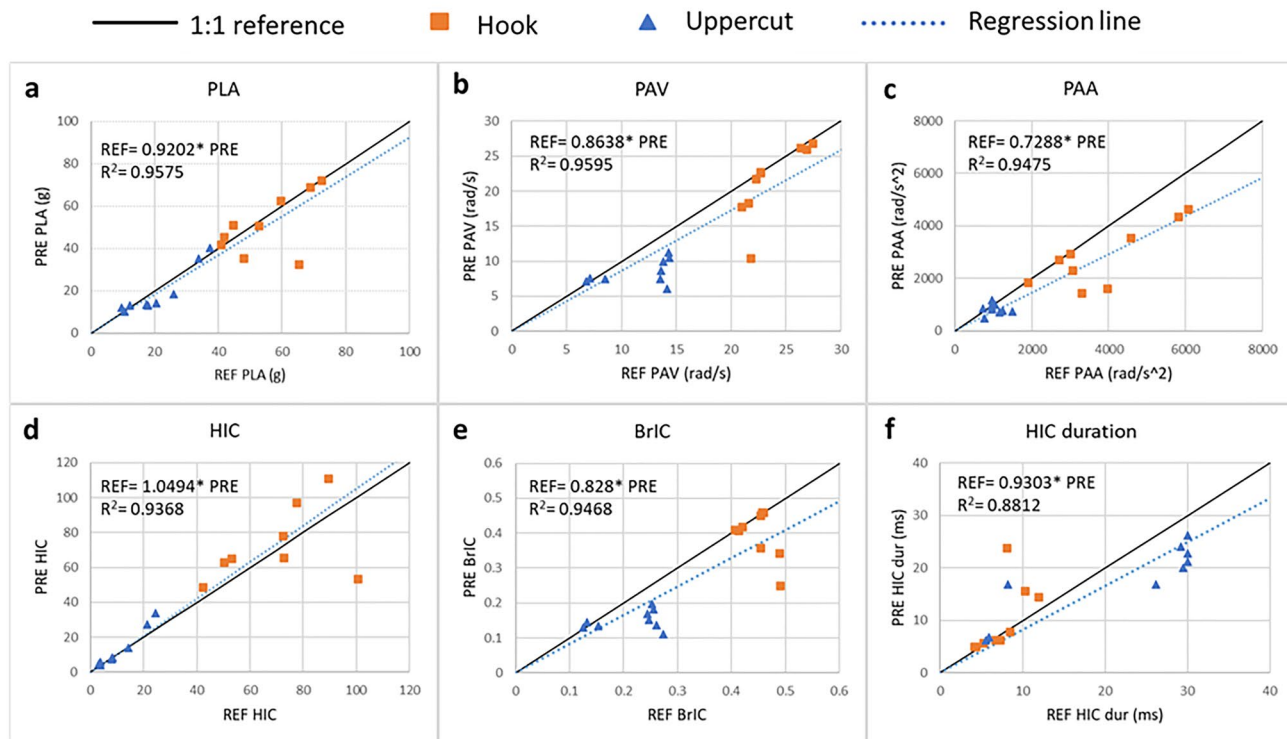 1:1 reference Hook Uppercut Regression line
a PLA
REF= 0.9202* PRE
R²= 0.9575
PRE PLA (g)
100
80
60
40
20
0
0 20 40 60 80 100
REF PLA (g)
b PAV
REF= 0.8638* PRE
R²= 0.9595
PRE PAV (rad/s)
30
25
20
15
10
5
0
0 5 10 15 20 25 30
REF PAV (rad/s)
c PAA
REF= 0.7288* PRE
R²= 0.9475
PRE PAA (rad/s^2)
8000
6000
4000
2000
0
0 2000 4000 6000 8000
REF PAA (rad/s^2)
d HIC
REF= 1.0494* PRE
R²= 0.9368
PRE HIC
120
100
80
60
40
20
0
0 20 40 60 80 100 120
REF HIC
e BrIC
REF= 0.828* PRE
R²= 0.9468
PRE BrIC
0.6
0.5
0.4
0.3
0.2
0.1
0
0 0.1 0.2 0.3 0.4 0.5 0.6
REF BrIC
f HIC duration
REF= 0.9303* PRE
R²= 0.8812
PRE HIC dur (ms)
40
30
20
10
0
0 10 20 30 40
REF HIC dur (ms)